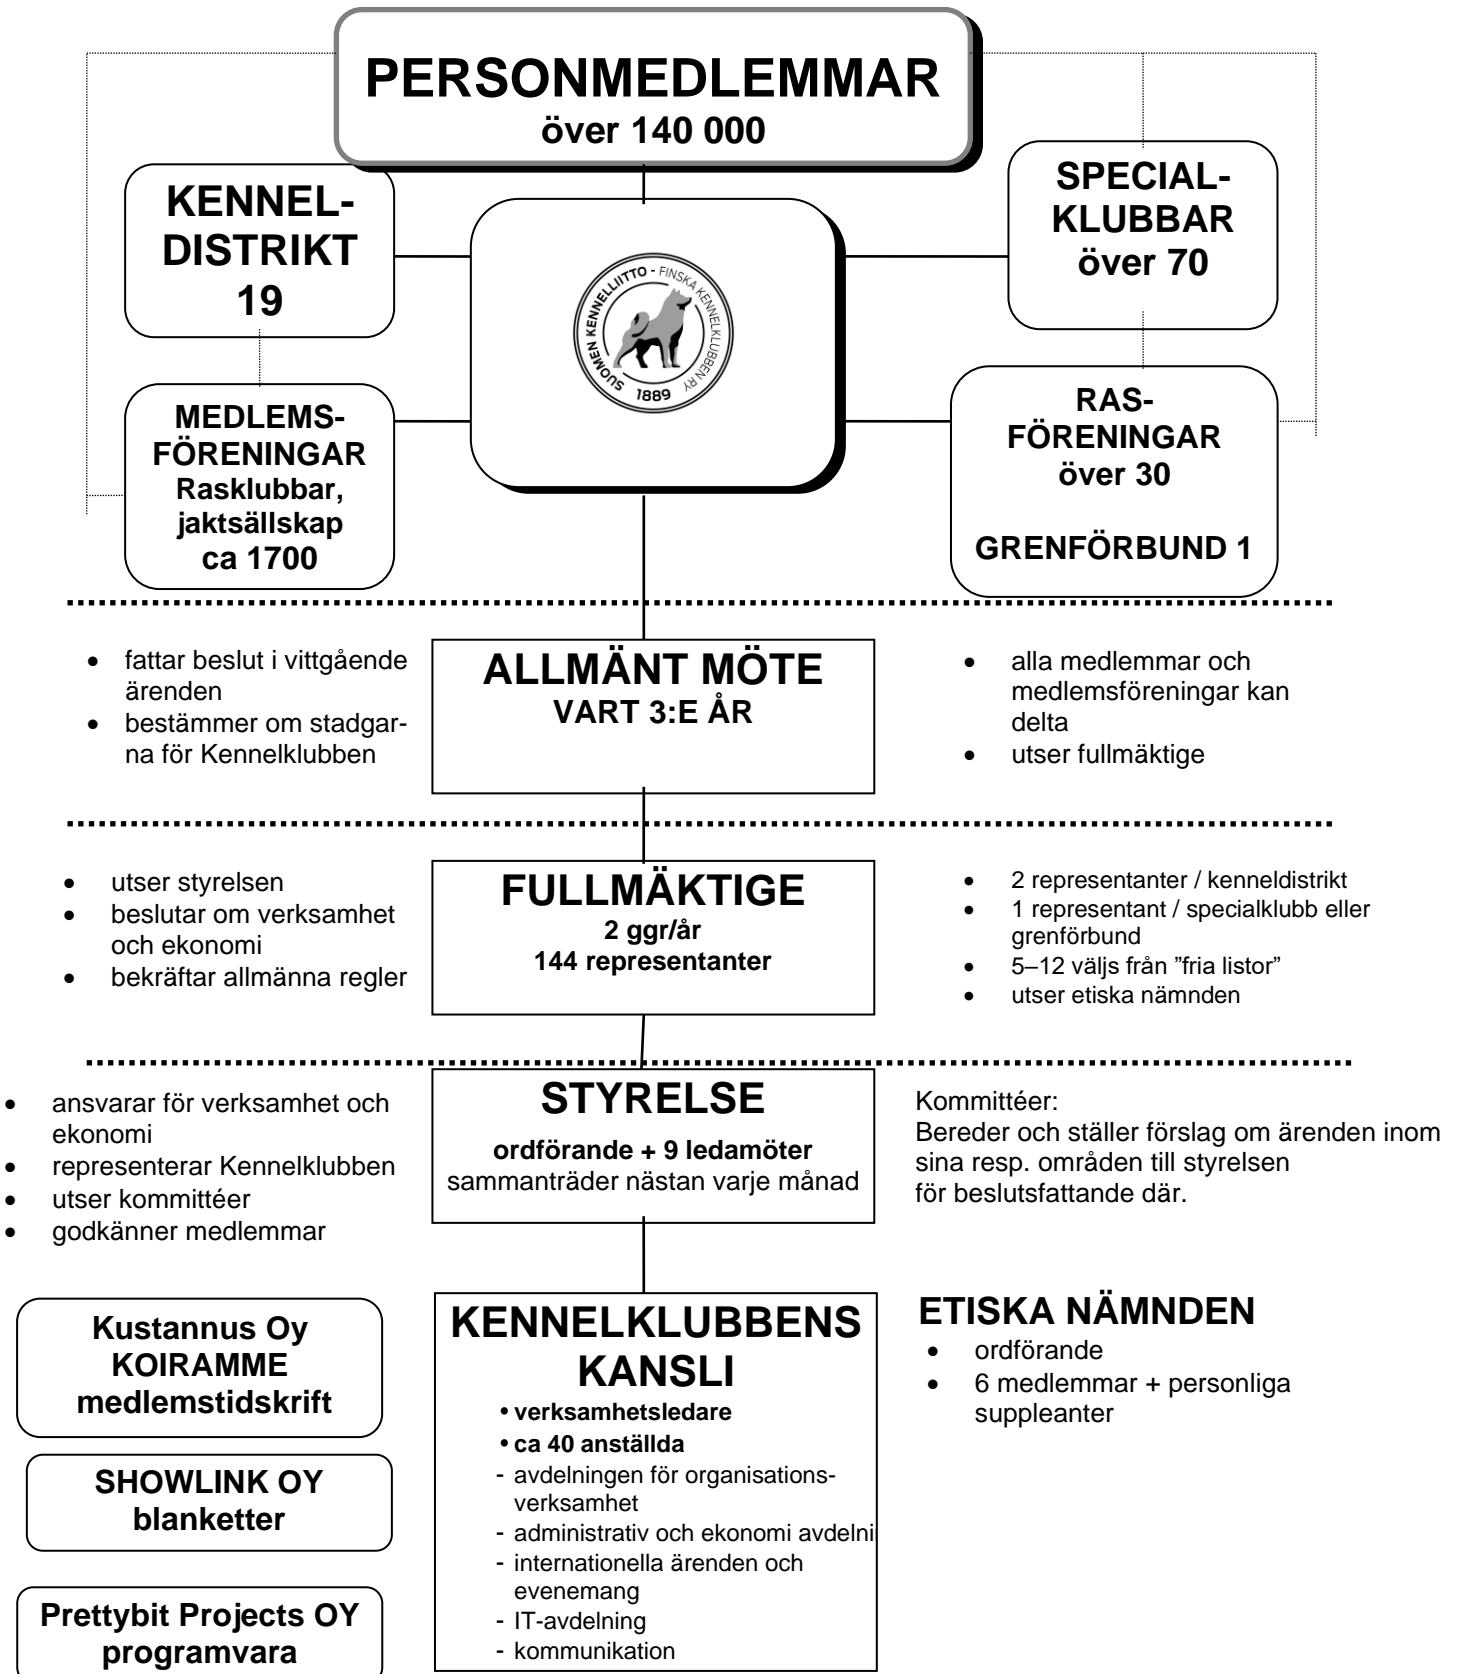 PERSONMEDLEMMAR
över 140 000
KENNEL-
DISTRIKT
19
SUOMEN KENNELLIITTO - FINSKA KENNELKLUBBEN RY
1889
SPECIAL-
KLUBBAR
över 70
MEDLEMS-
FÖRENINGAR
Rasklubbar,
jaktsällskap
ca 1700
RAS-
FÖRENINGAR
över 30
GRENFÖRBUND 1
• fattar beslut i vittgående
ärenden
• bestämmer om stadgar-
na för Kennelklubben
ALLMÄNT MÖTE
VART 3:E ÅR
• alla medlemmar och
medlemsföreningar kan
delta
• utser fullmäktige
• utser styrelsen
• beslutar om verksamhet
och ekonomi
• bekräftar allmänna regler
FULLMÄKTIGE
2 ggr/år
144 representanter
• 2 representanter / kenneldistrikt
• 1 representant / specialklubb eller
grenförbund
• 5–12 väljs från ”fria listor”
• utser etiska nämnden
• ansvarar för verksamhet och
ekonomi
• representerar Kennelklubben
• utser kommittéer
• godkänner medlemmar
STYRELSE
ordförande + 9 ledamöter
sammanträder nästan varje månad
Kommittéer:
Bereder och ställer förslag om ärenden inom
sina resp. områden till styrelsen
för beslutsfattande där.
Kustannus Oy
KOIRAMME
medlemstidskrift
SHOWLINK OY
blanketter
Prettybit Projects OY
programvara
KENNELKLUBBENS
KANSLI
• verksamhetsledare
• ca 40 anställda
- avdelningen för organisations-
verksamhet
- administrativ och ekonomi avdelni
- internationella ärenden och
evenemang
- IT-avdelning
- kommunikation
ETISKA NÄMNDEN
• ordförande
• 6 medlemmar + personliga
suppleanter